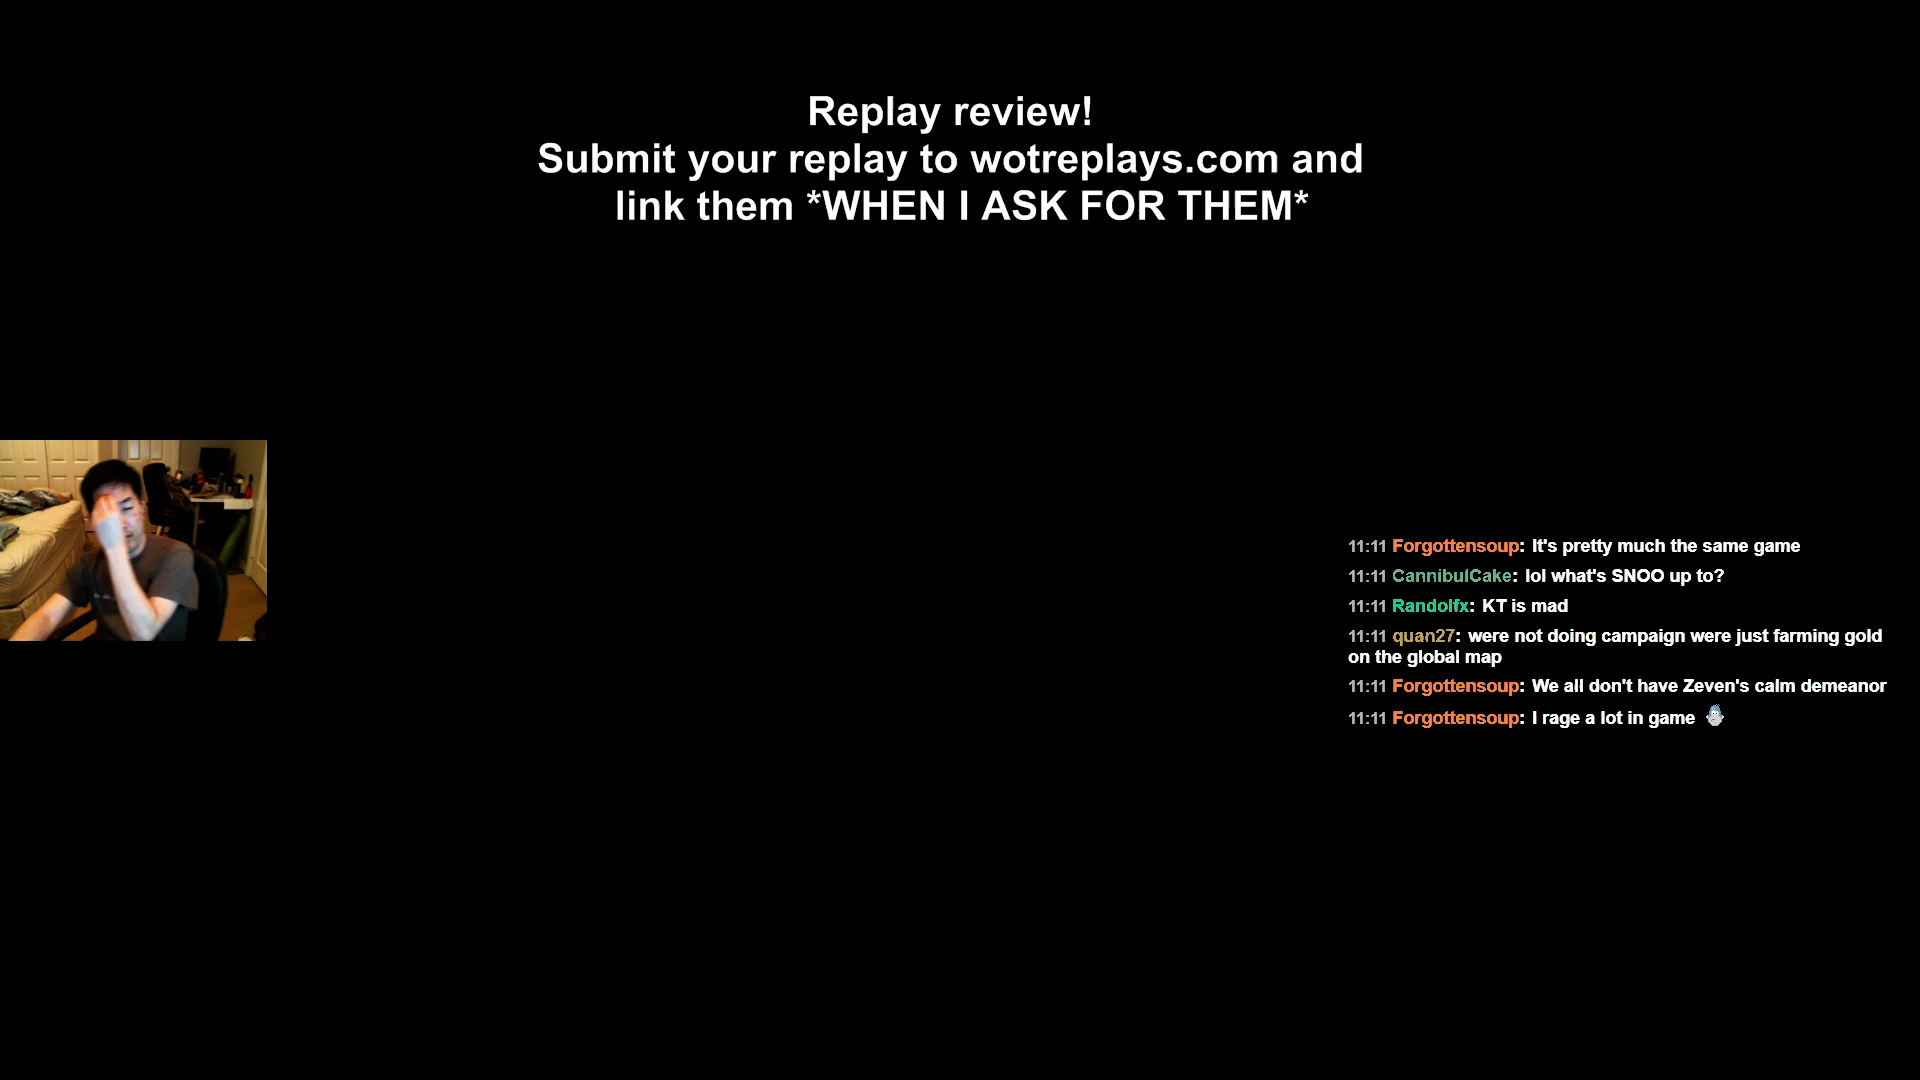 Replay review!
Submit your replay to wotreplays.com and
link them *WHEN I ASK FOR THEM*
11:11 Forgottensoup: It's pretty much the same game
11:11 CannibulCake: lol what's SNOO up to?
11:11 Randolfx: KT is mad
11:11 quan27: were not doing campaign were just farming gold
on the global map
11:11 Forgottensoup: We all don't have Zeven's calm demeanor
11:11 Forgottensoup: I rage a lot in game